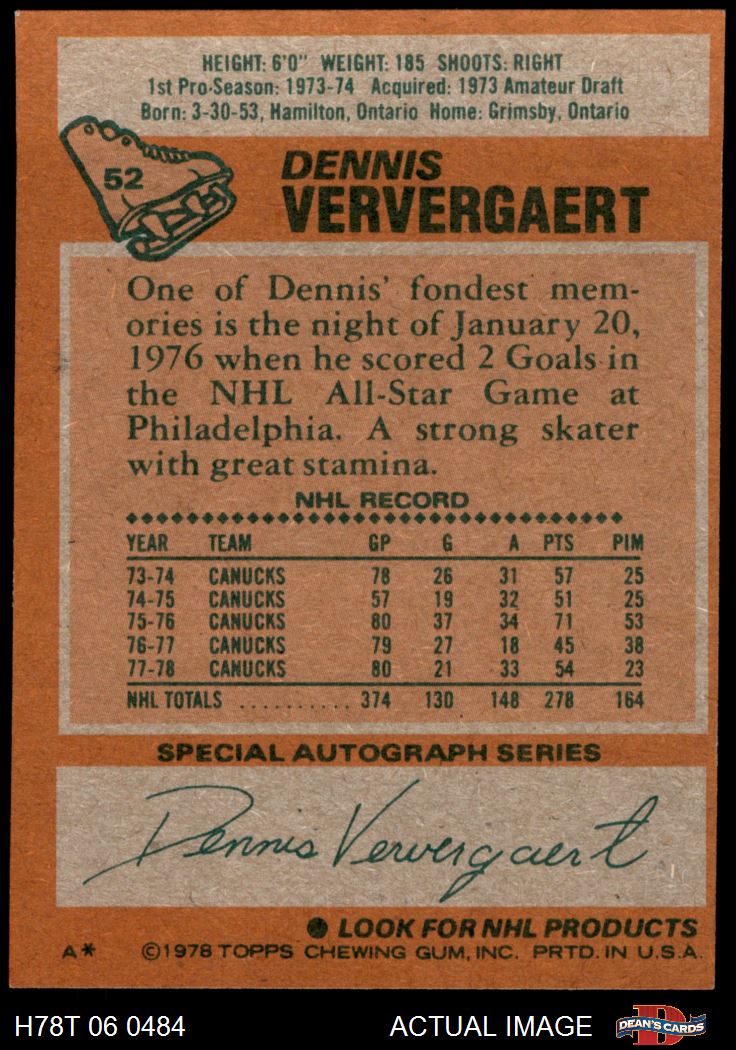 HEIGHT: 6'0" WEIGHT: 185 SHOOTS: RIGHT
1st Pro-Season: 1973-74 Acquired: 1973 Amateur Draft
Born: 3-30-53, Hamilton, Ontario Home: Grimsby, Ontario
52
DENNIS
VERVERGAERT
One of Dennis' fondest mem-
ories is the night of January 20,
1976 when he scored 2 Goals in
the NHL All-Star Game at
Philadelphia. A strong skater
with great stamina.
NHL RECORD
YEAR TEAM GP G A PTS PIM
73-74 CANUCKS 78 26 31 57 25
74-75 CANUCKS 57 19 32 51 25
75-76 CANUCKS 80 37 34 71 53
76-77 CANUCKS 79 27 18 45 38
77-78 CANUCKS 80 21 33 54 23
NHL TOTALS .......... 374 130 148 278 164
SPECIAL AUTOGRAPH SERIES
Dennis Ververgaert
● LOOK FOR NHL PRODUCTS
A* ©1978 TOPPS CHEWING GUM, INC. PRTD. IN U.S.A.
H78T 06 0484 ACTUAL IMAGE D DEAN'S CARDS